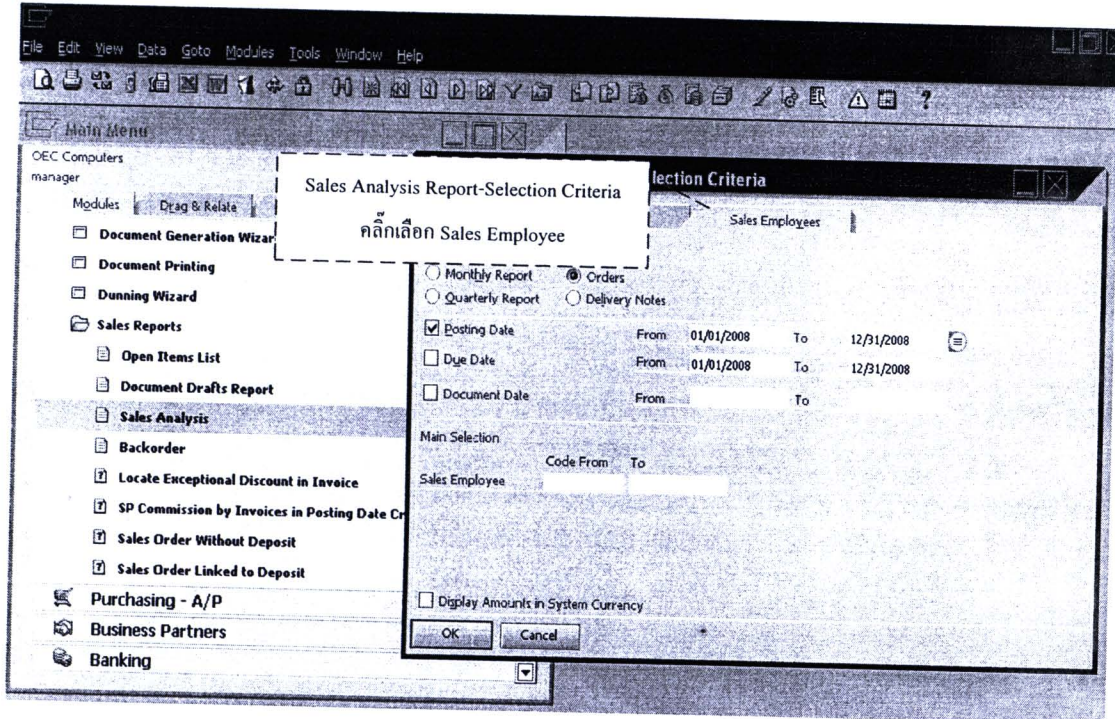 File Edit View Data Goto Modules Tools Window Help
Main Menu
OEC Computers
manager
Modules Drag & Relate
Document Generation Wizar
Document Printing
Dunning Wizard
Sales Reports
Open Items List
Document Drafts Report
Sales Analysis
Backorder
Locate Exceptional Discount in Invoice
SP Commission by Invoices in Posting Date Cr
Sales Order Without Deposit
Sales Order Linked to Deposit
Purchasing - A/P
Business Partners
Banking
Sales Analysis Report-Selection Criteria
คลิ๊กเลือก Sales Employee
lection Criteria
Sales Employees
Monthly Report Orders
Quarterly Report Delivery Notes
Posting Date From 01/01/2008 To 12/31/2008
Due Date From 01/01/2008 To 12/31/2008
Document Date From To
Main Selection
Code From To
Sales Employee
Display Amounts in System Currency
OK Cancel